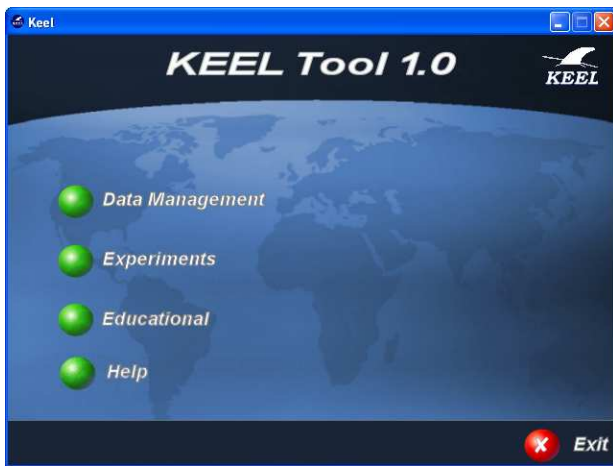 Keel
KEEL Tool 1.0
KEEL
Data Management
Experiments
Educational
Help
Exit